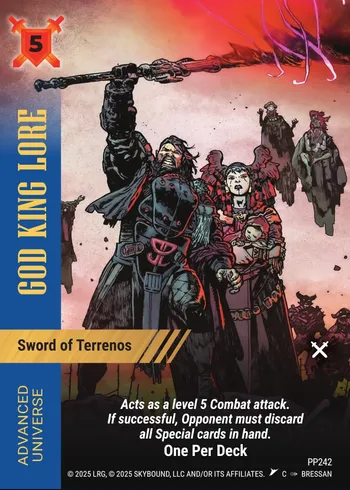 5
GOD KING LORE
Sword of Terrenos
ADVANCED
UNIVERSE
Acts as a level 5 Combat attack.
If successful, Opponent must discard
all Special cards in hand.
One Per Deck
PP242
© 2025 LRG, © 2025 SKYBOUND, LLC AND/OR ITS AFFILIATES. C BRESSAN